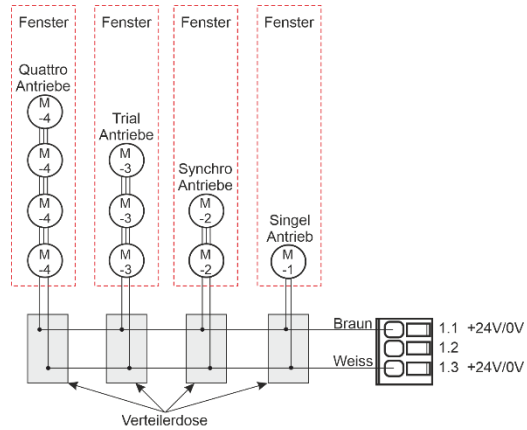 Fenster
Fenster
Fenster
Fenster
Quattro
Antriebe
M
-4
M
-4
M
-4
M
-4
Trial
Antriebe
M
-3
M
-3
M
-3
Synchro
Antriebe
M
-2
M
-2
Singel
Antrieb
M
-1
Braun
1.1 +24V/0V
1.2
Weiss
1.3 +24V/0V
Verteilerdose